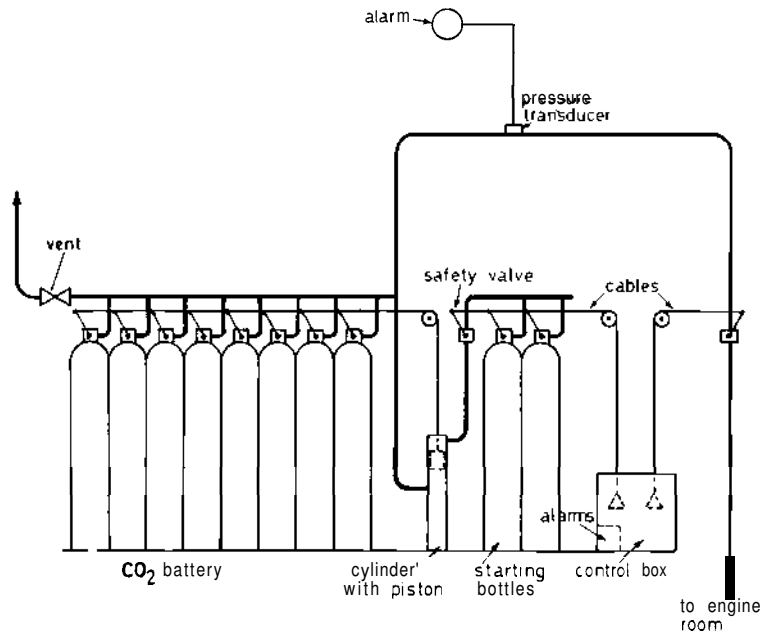 alarm
pressure
transducer
vent
safety valve
cables
alarms
CO₂ battery
cylinder'
with piston
starting
bottles
control box
to engine
room